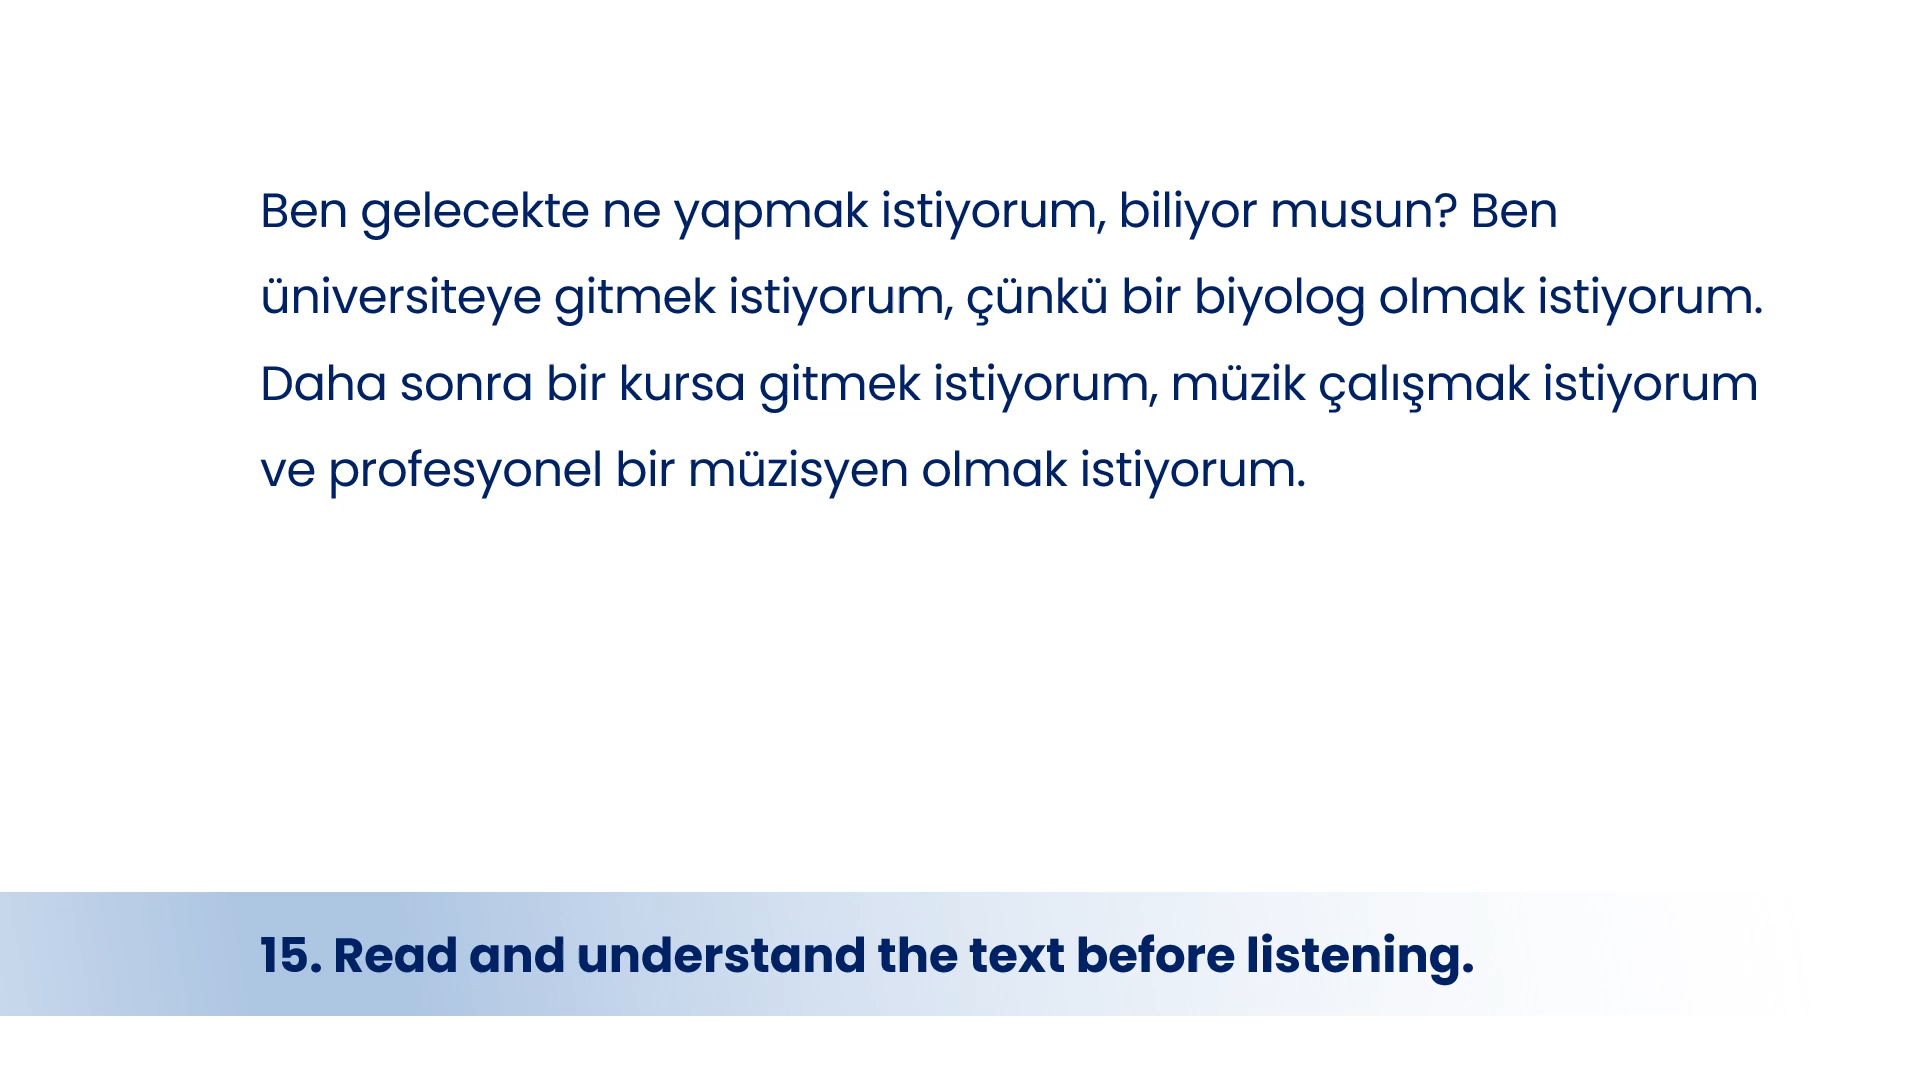 Ben gelecekte ne yapmak istiyorum, biliyor musun? Ben
üniversiteye gitmek istiyorum, çünkü bir biyolog olmak istiyorum.
Daha sonra bir kursa gitmek istiyorum, müzik çalışmak istiyorum
ve profesyonel bir müzisyen olmak istiyorum.
15. Read and understand the text before listening.